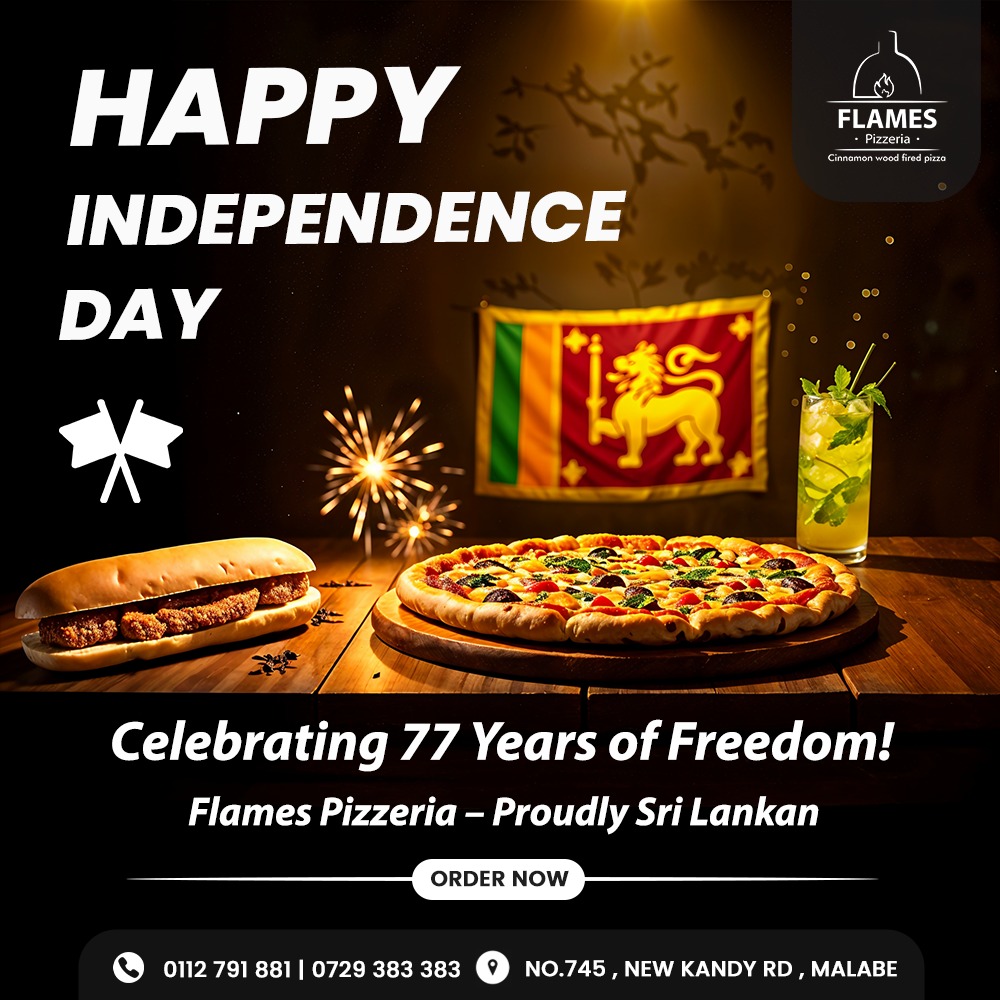 HAPPY
INDEPENDENCE
DAY
FLAMES
· Pizzeria ·
Cinnamon wood fired pizza
Celebrating 77 Years of Freedom!
Flames Pizzeria – Proudly Sri Lankan
ORDER NOW
0112 791 881 | 0729 383 383
NO.745 , NEW KANDY RD , MALABE